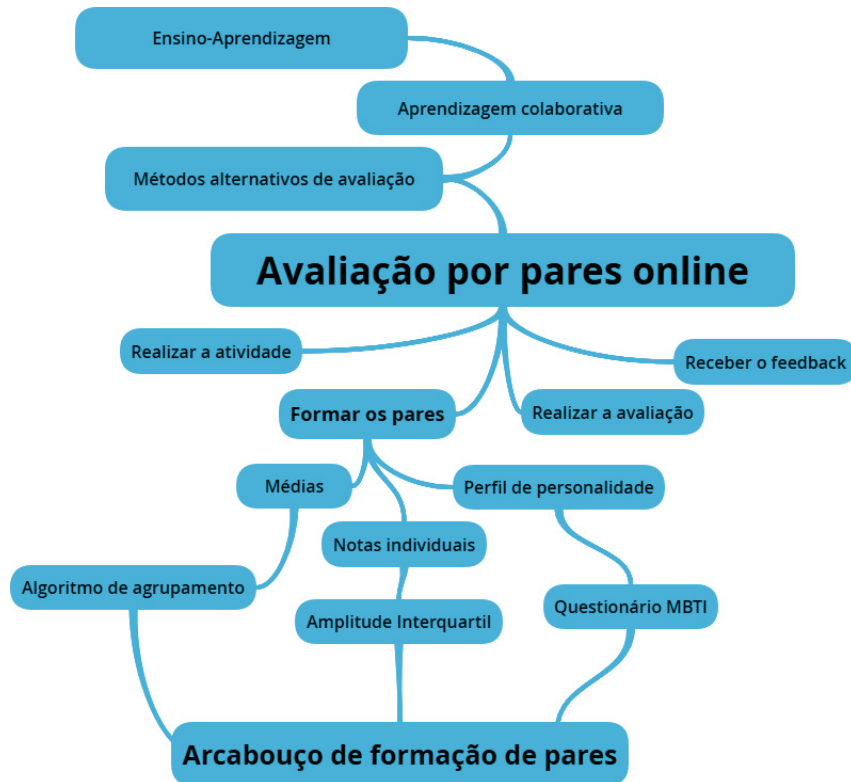 Ensino-Aprendizagem
Aprendizagem colaborativa
Métodos alternativos de avaliação
Avaliação por pares online
Realizar a atividade
Receber o feedback
Formar os pares
Realizar a avaliação
Médias
Perfil de personalidade
Notas individuais
Algoritmo de agrupamento
Questionário MBTI
Amplitude Interquartil
Arcabouço de formação de pares